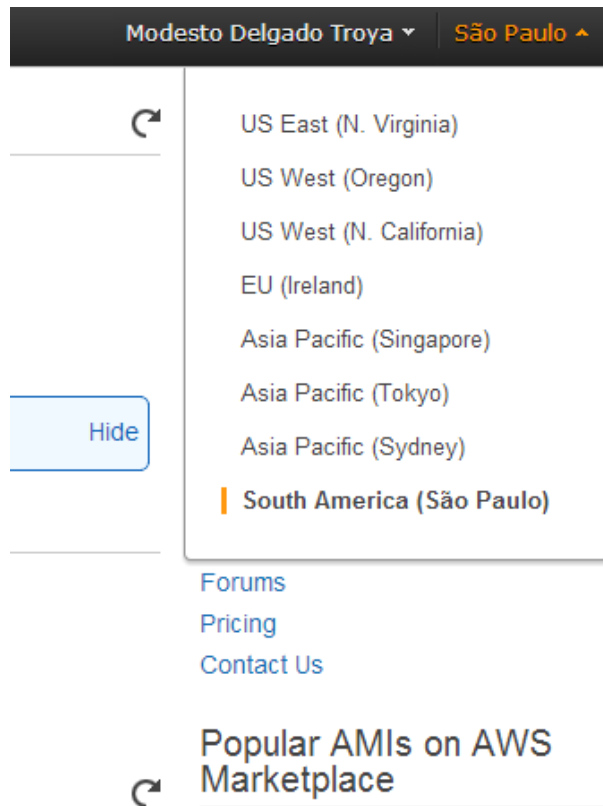 Modesto Delgado Troya São Paulo
US East (N. Virginia)
US West (Oregon)
US West (N. California)
EU (Ireland)
Asia Pacific (Singapore)
Asia Pacific (Tokyo)
Hide
Asia Pacific (Sydney)
South America (São Paulo)
Forums
Pricing
Contact Us
Popular AMIs on AWS
Marketplace